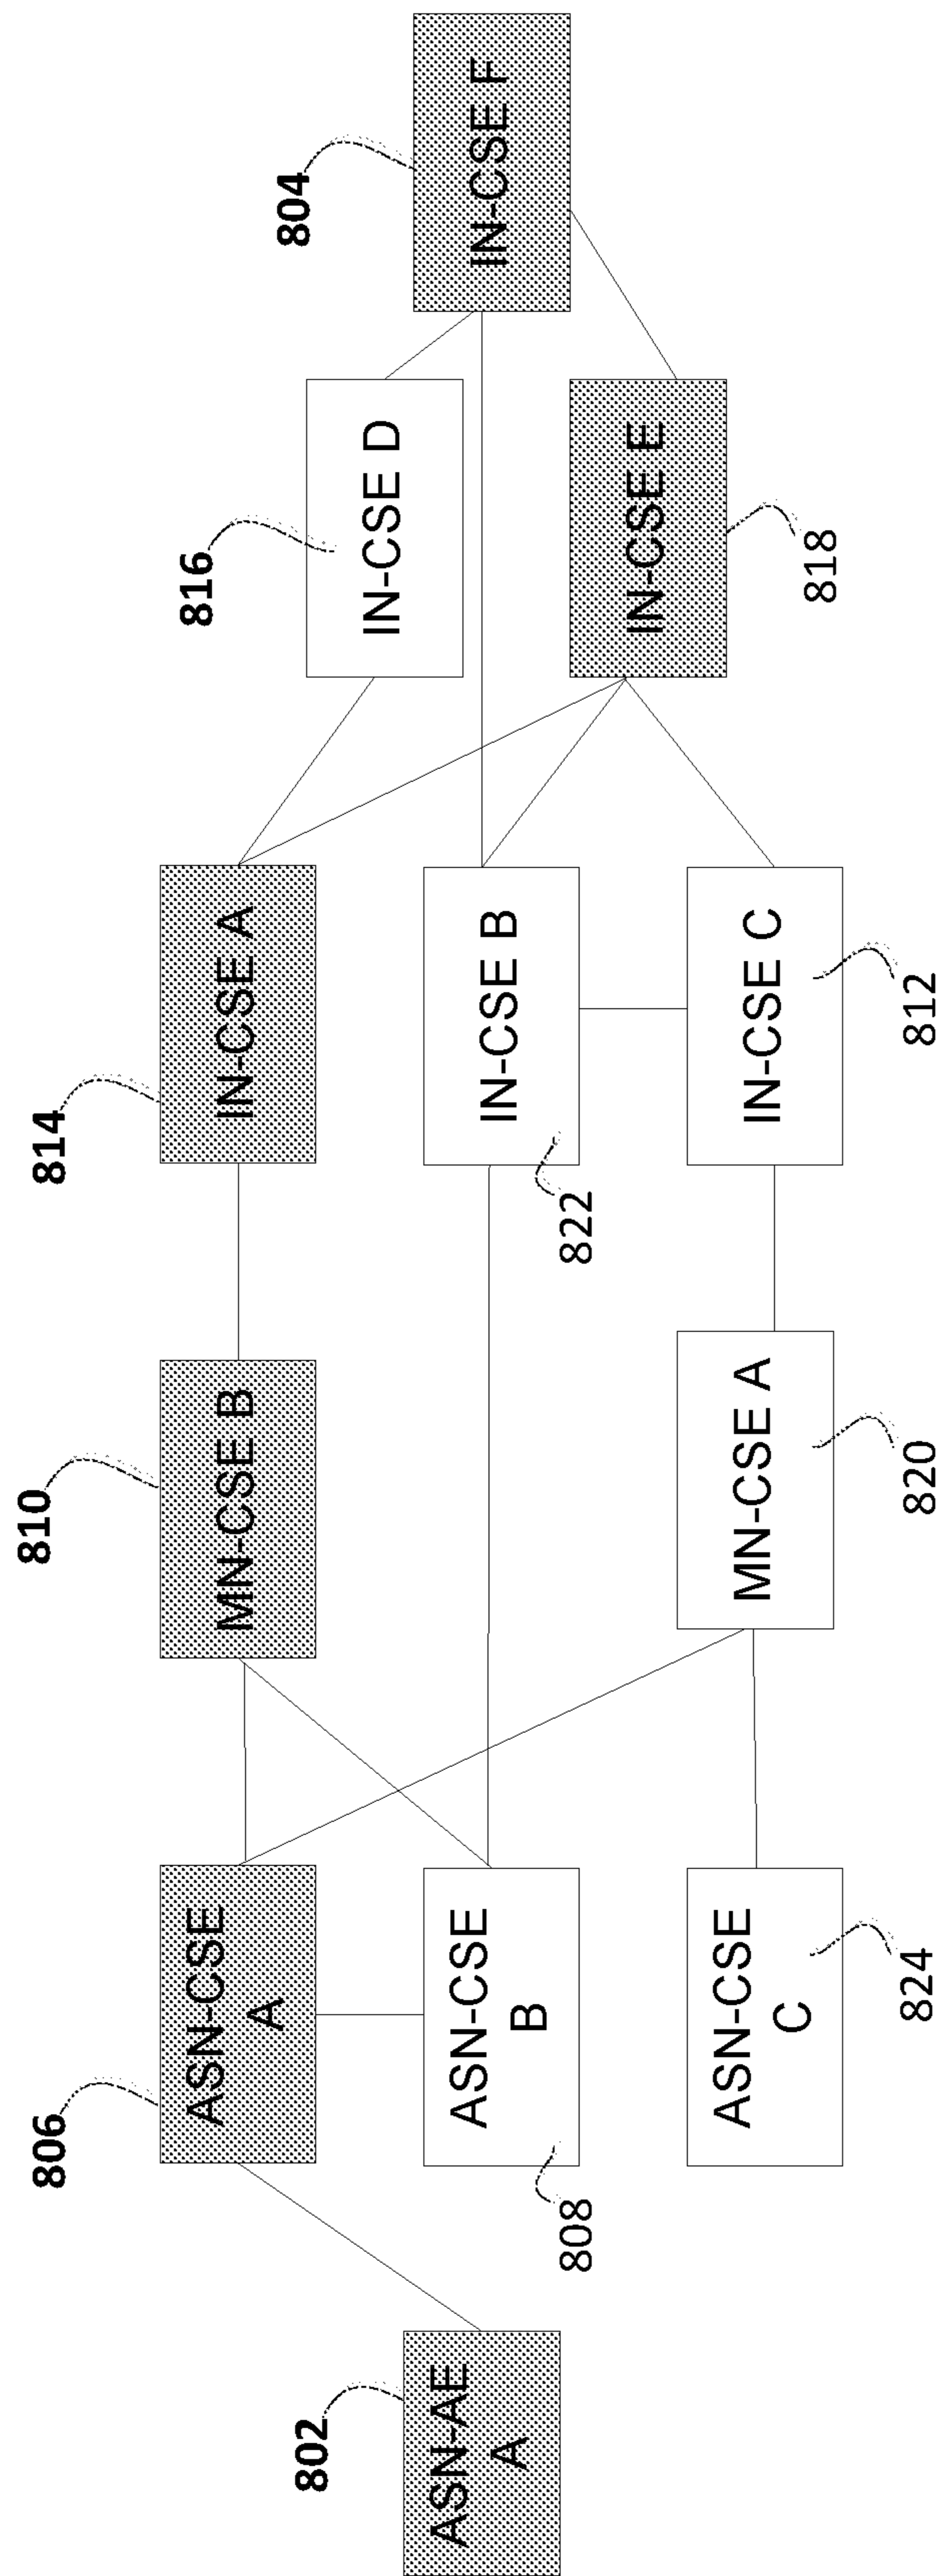 802
ASN-AE
A
806
ASN-CSE
A
ASN-CSE
B
808
ASN-CSE
C
824
810
MN-CSE B
MN-CSE A
820
814
IN-CSE A
IN-CSE B
822
IN-CSE C
812
816
IN-CSE D
IN-CSE E
818
804
IN-CSE F